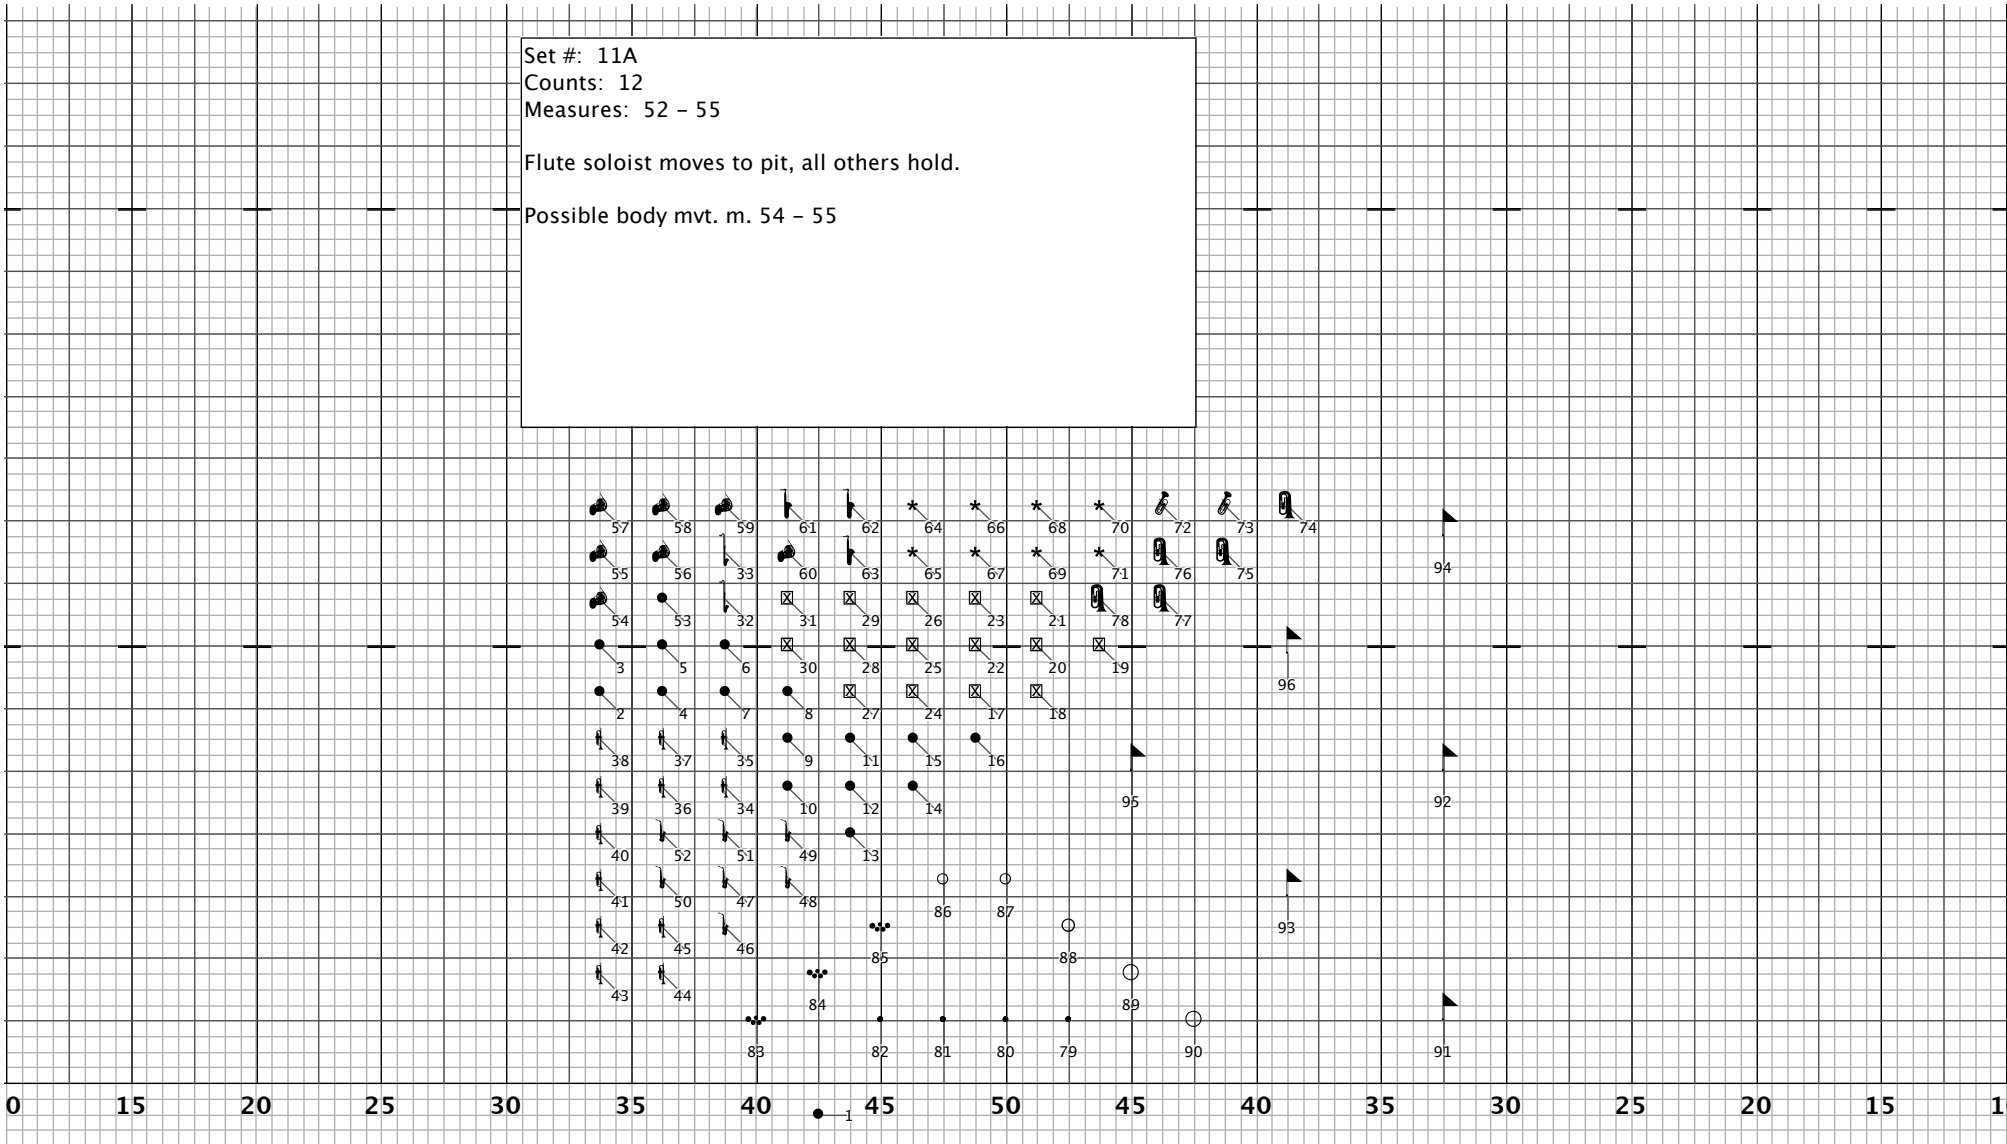 Set #: 11A
Counts: 12
Measures: 52 – 55
Flute soloist moves to pit, all others hold.
Possible body mvt. m. 54 – 55
57 58 59 61 62 64 66 68 70 72 73 74
55 56 33 60 63 65 67 69 71 76 75 94
54 53 32 31 29 26 23 21 78 77
3 5 6 30 28 25 22 20 19 96
2 4 7 8 27 24 17 18
38 37 35 9 11 15 16
39 36 34 10 12 14 95 92
40 52 51 49 13
41 50 47 48 86 87
42 45 46 85 88 93
43 44 84 89
83 82 81 80 79 90 91
0 15 20 25 30 35 40 45 50 45 40 35 30 25 20 15 1
1